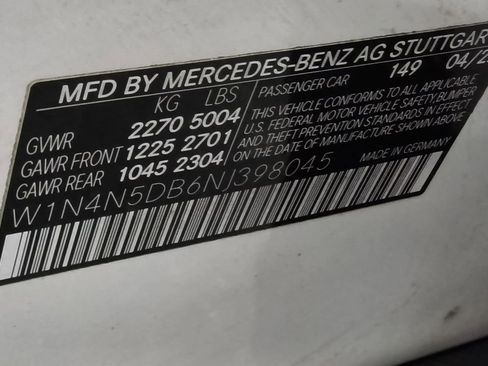 MFD BY MERCEDES-BENZ AG STUTTGAR
KG LBS
GVWR 2270 5004
GAWR FRONT 1225 2701
GAWR REAR 1045 2304
PASSENGER CAR 149 04/2
THIS VEHICLE CONFORMS TO ALL APPLICABLE
U.S. FEDERAL MOTOR VEHICLE SAFETY, BUMPER
AND THEFT PREVENTION STANDARDS IN EFFECT
ON THE DATE OF MANUFACTURE SHOWN ABOVE.
W1N4N5DB6NJ398045
MADE IN GERMANY